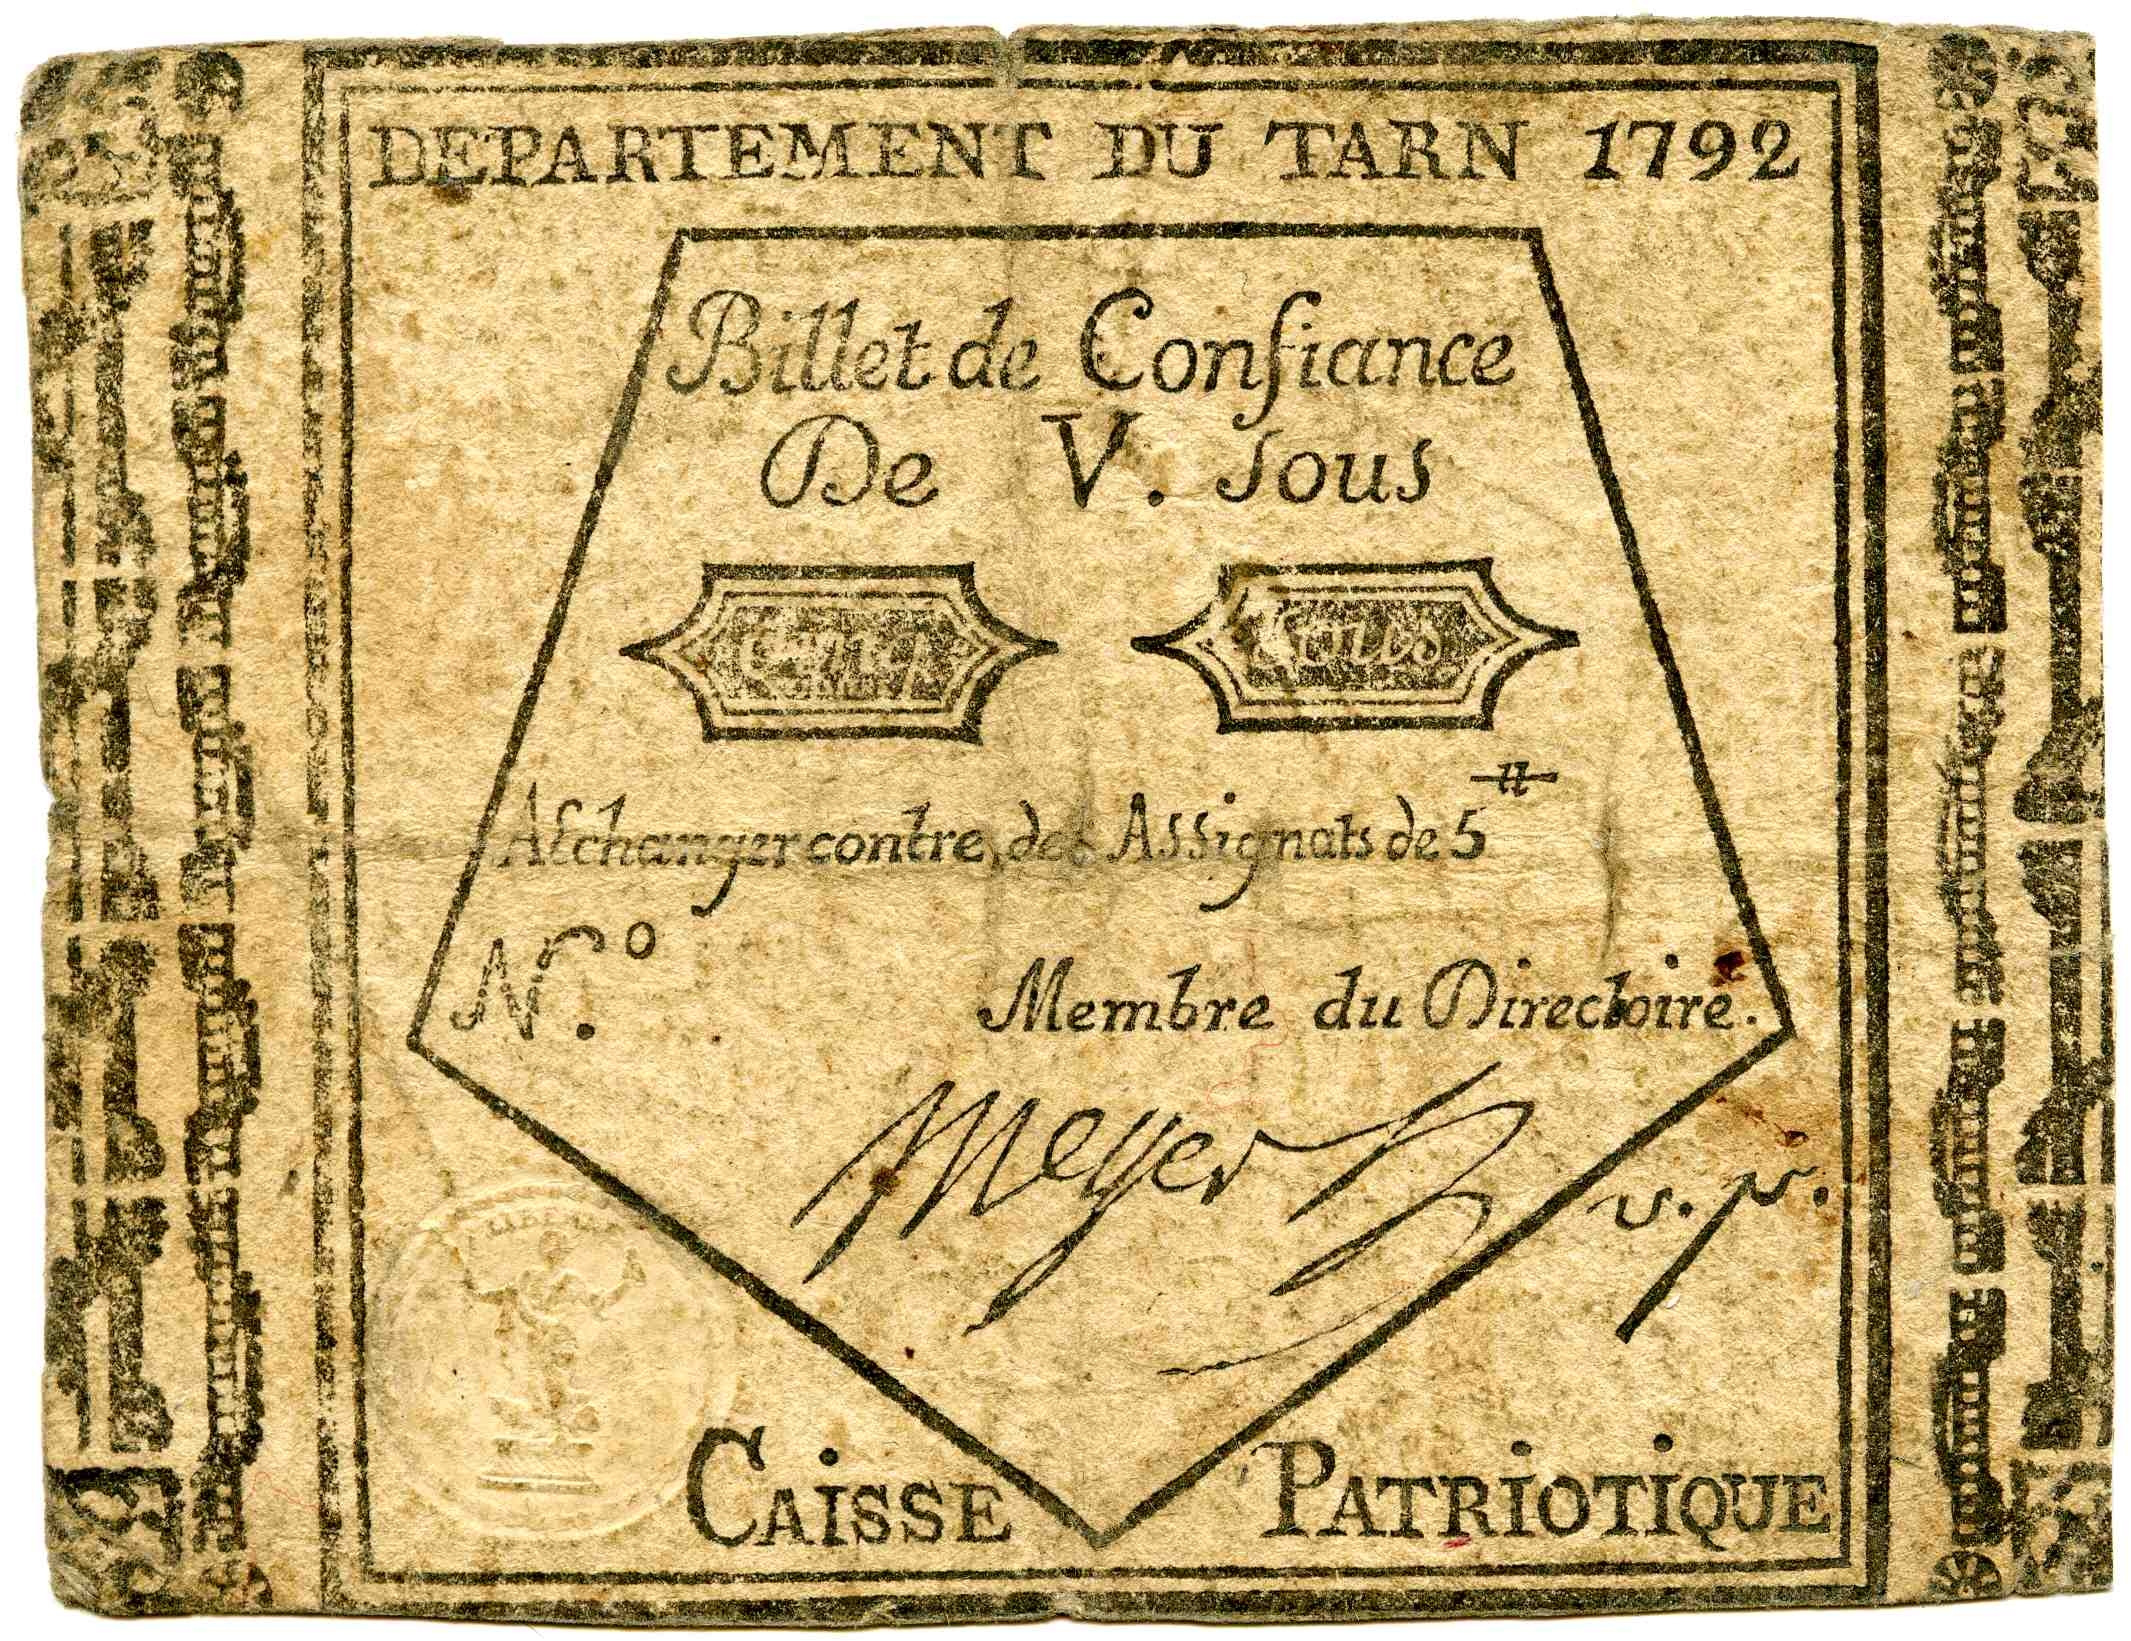 DEPARTEMENT DU TARN 1792
Billet de Confiance
De V. Sous
Cinq Sous
A Echanger contre des Assignats de 5 ₶
N.o
Membre du Directoire.
Meyer
v. p.
CAISSE PATRIOTIQUE